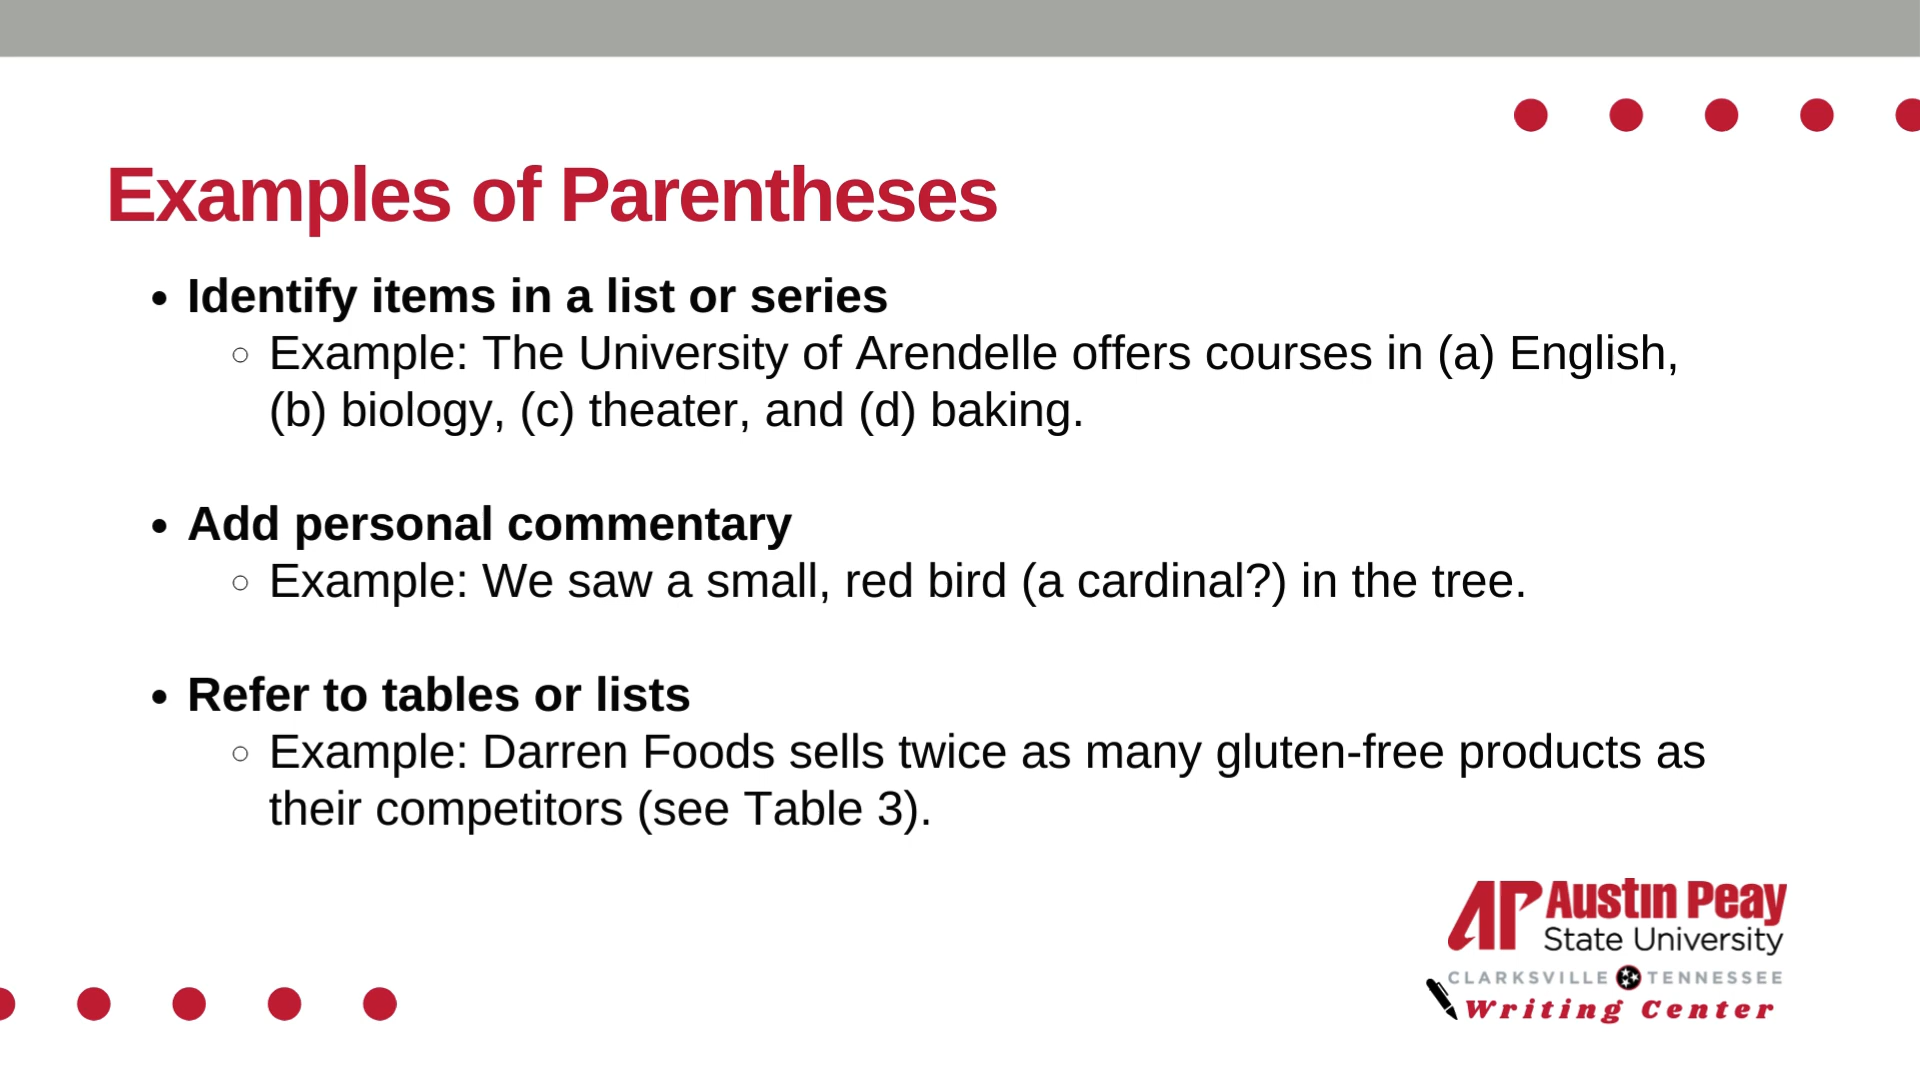 Examples of Parentheses
• Identify items in a list or series
○ Example: The University of Arendelle offers courses in (a) English,
(b) biology, (c) theater, and (d) baking.
• Add personal commentary
○ Example: We saw a small, red bird (a cardinal?) in the tree.
• Refer to tables or lists
○ Example: Darren Foods sells twice as many gluten-free products as
their competitors (see Table 3).
AP Austin Peay
State University
CLARKSVILLE TENNESSEE
Writing Center